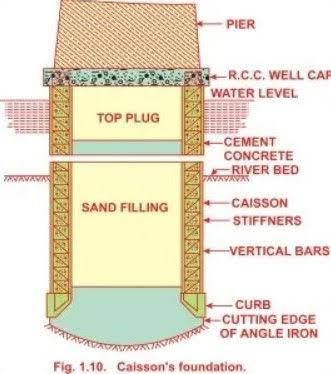 PIER
R.C.C. WELL CAP
WATER LEVEL
TOP PLUG
CEMENT
CONCRETE
RIVER BED
SAND FILLING
CAISSON
STIFFNERS
VERTICAL BARS
CURB
CUTTING EDGE
OF ANGLE IRON
Fig. 1.10. Caisson's foundation.